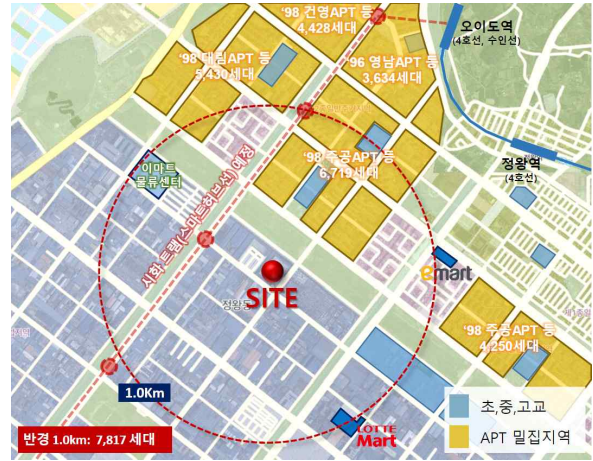 '98 건영APT 등
4,428세대
오이도역
(4호선, 수인선)
'98 대림APT 등
5,430세대
'96 영남APT 등
3,634세대
'98 주공APT 등
6,719세대
정왕역
(4호선)
이마트
물류센터
시화 트램(스마트허브선) 예정
emart
SITE
정왕동
'98 주공APT 등
4,250세대
1.0Km
LOTTE
Mart
초,중,고교
APT 밀집지역
반경 1.0km: 7,817 세대